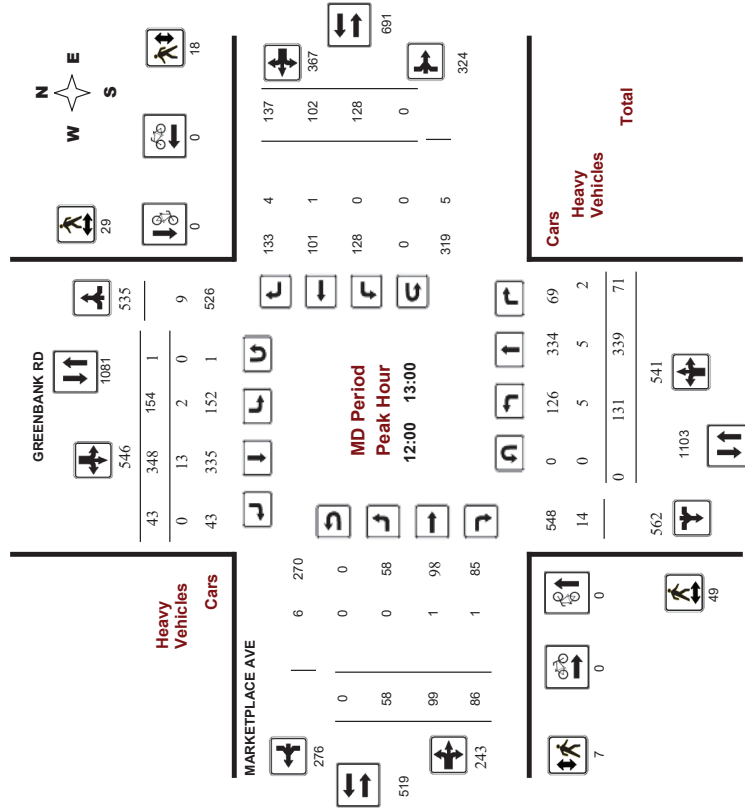 N
W E
S
18
0
29
0
GREENBANK RD
1081
546
535
43 348 154 1
0 13 2 0 9
43 335 152 1 526
Heavy
Vehicles
Cars
691
367
324
133 4 137
101 1 102
128 0 128
0 0 0
319 5
MD Period
Peak Hour
12:00 13:00
MARKETPLACE AVE
6 270
0 0 0
58 0 58
99 1 98
86 1 85
276
519
243
Cars
Heavy
Vehicles
Total
548 0 126 334 69
14 0 5 5 2
0 131 339 71
562
1103
541
0
0
7
49